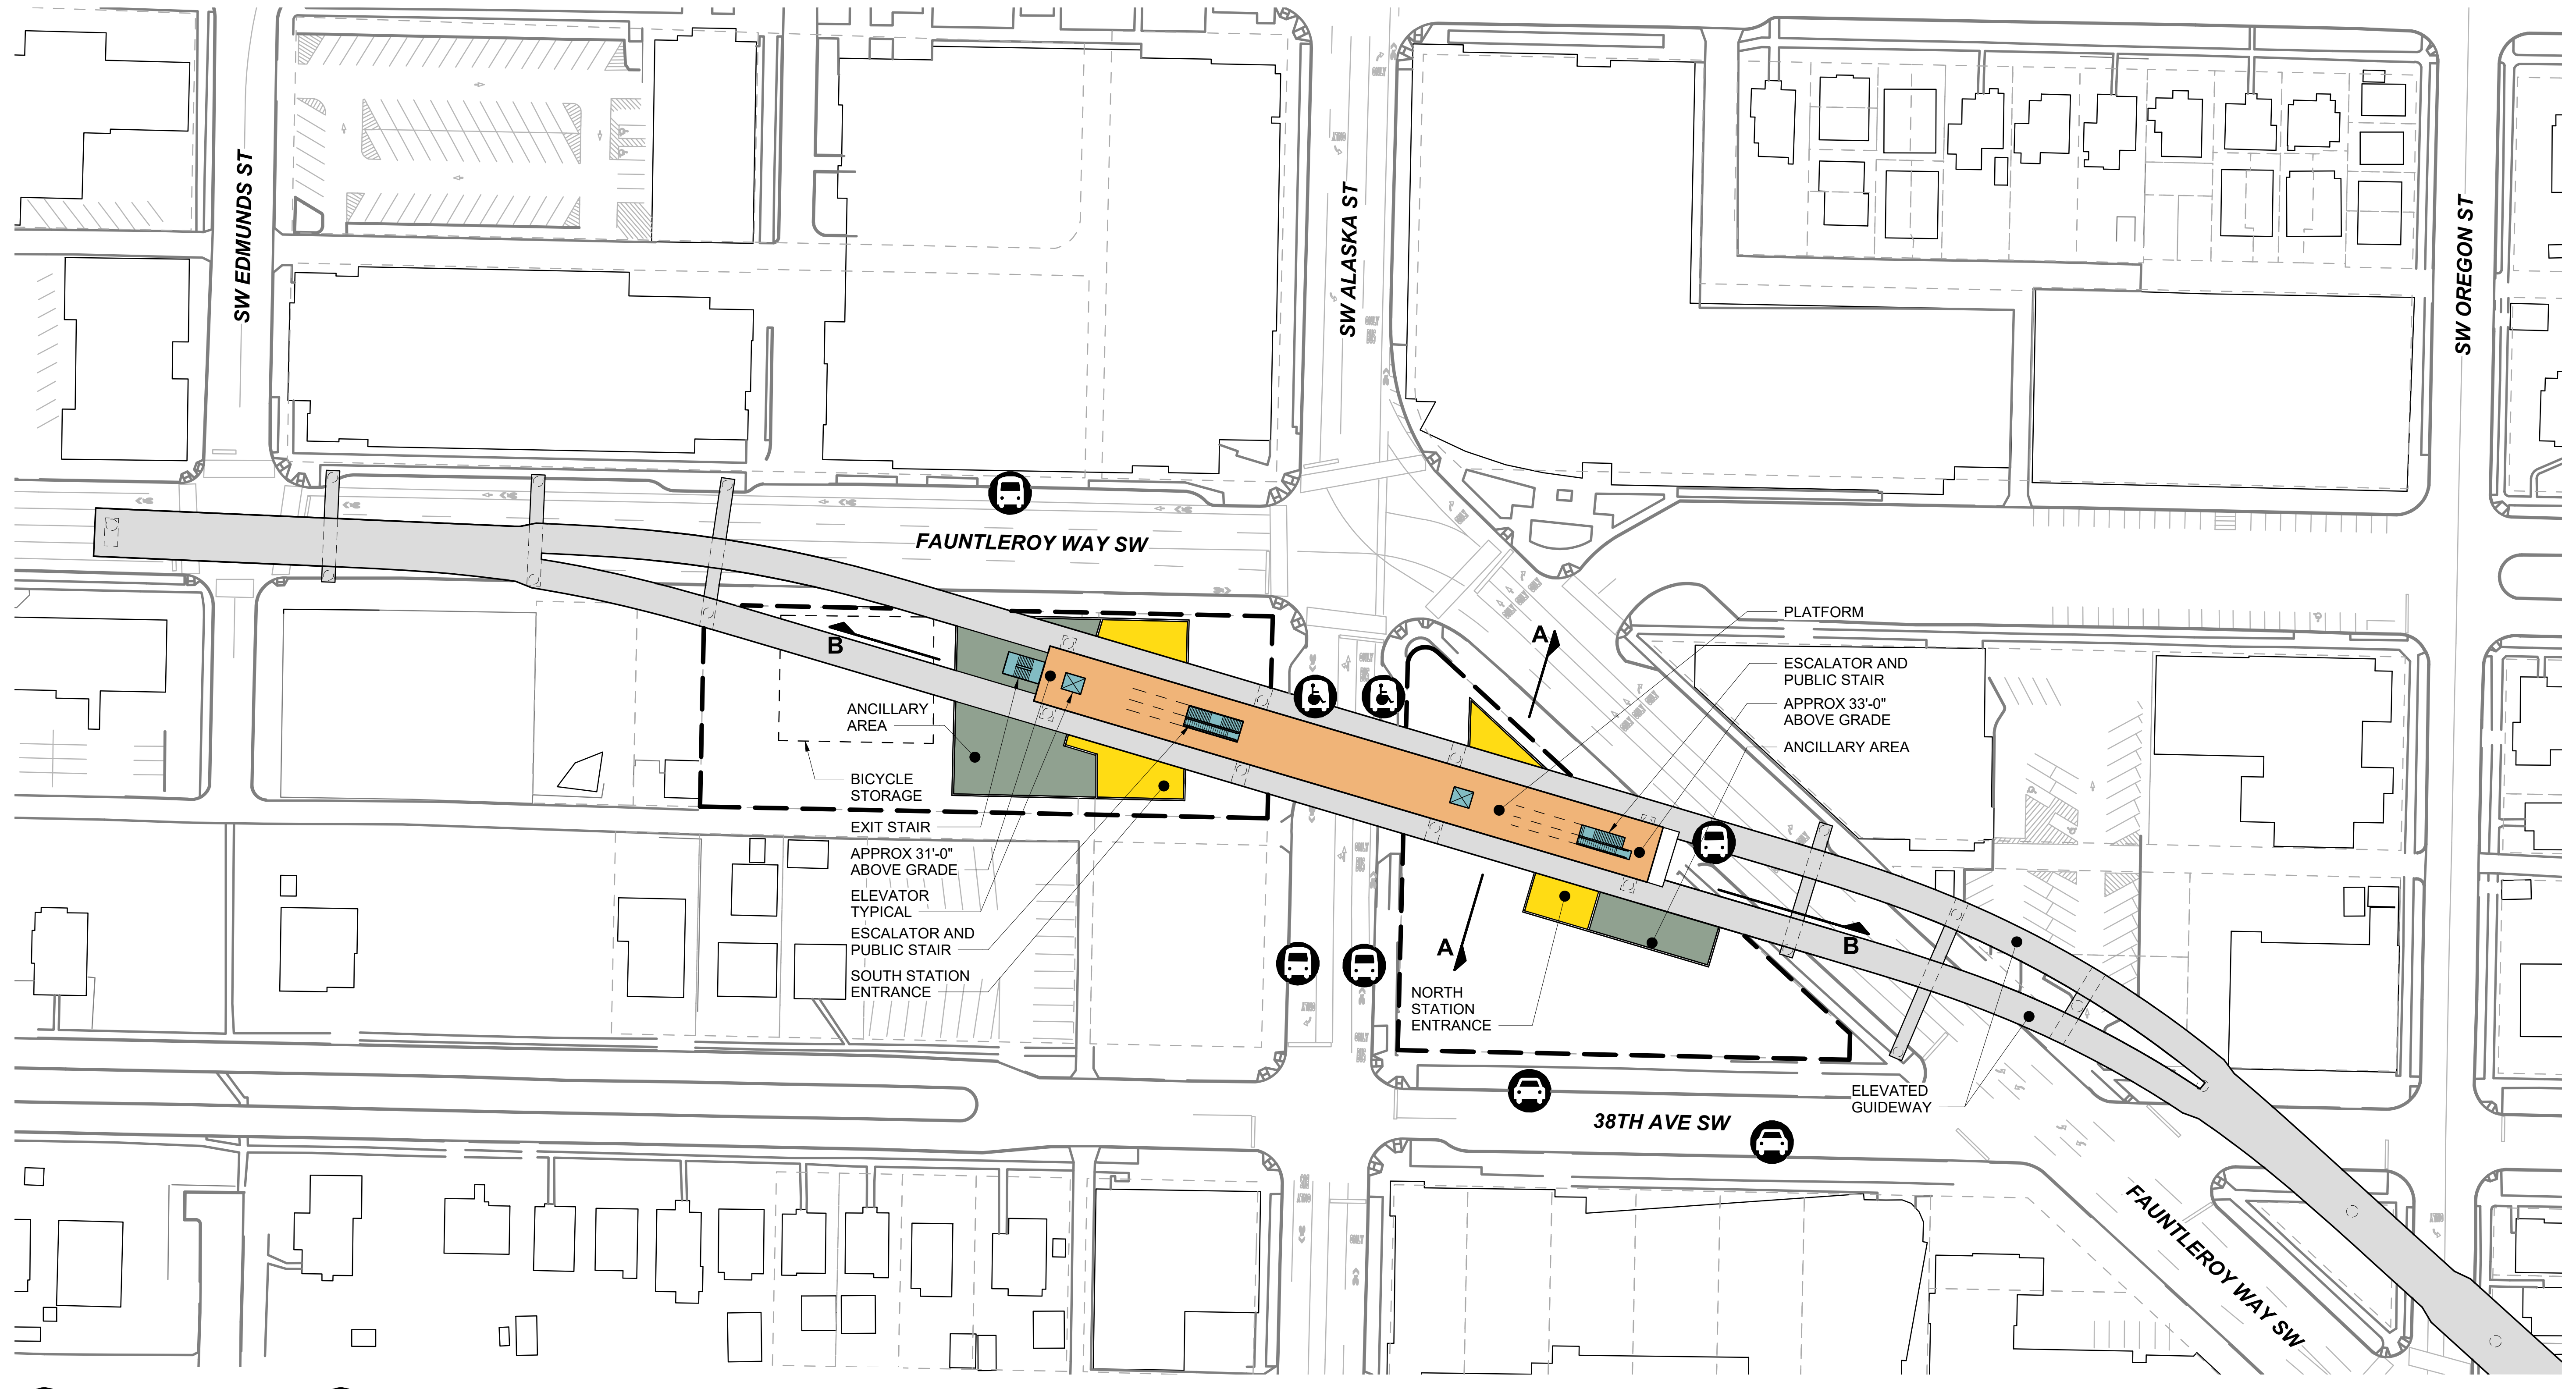 SW EDMUNDS ST
SW ALASKA ST
SW OREGON ST
FAUNTLEROY WAY SW
PLATFORM
ESCALATOR AND
PUBLIC STAIR
APPROX 33'-0"
ABOVE GRADE
ANCILLARY AREA
A
B
ANCILLARY
AREA
BICYCLE
STORAGE
EXIT STAIR
APPROX 31'-0"
ABOVE GRADE
ELEVATOR
TYPICAL
ESCALATOR AND
PUBLIC STAIR
SOUTH STATION
ENTRANCE
A
B
NORTH
STATION
ENTRANCE
ELEVATED
GUIDEWAY
38TH AVE SW
FAUNTLEROY WAY SW